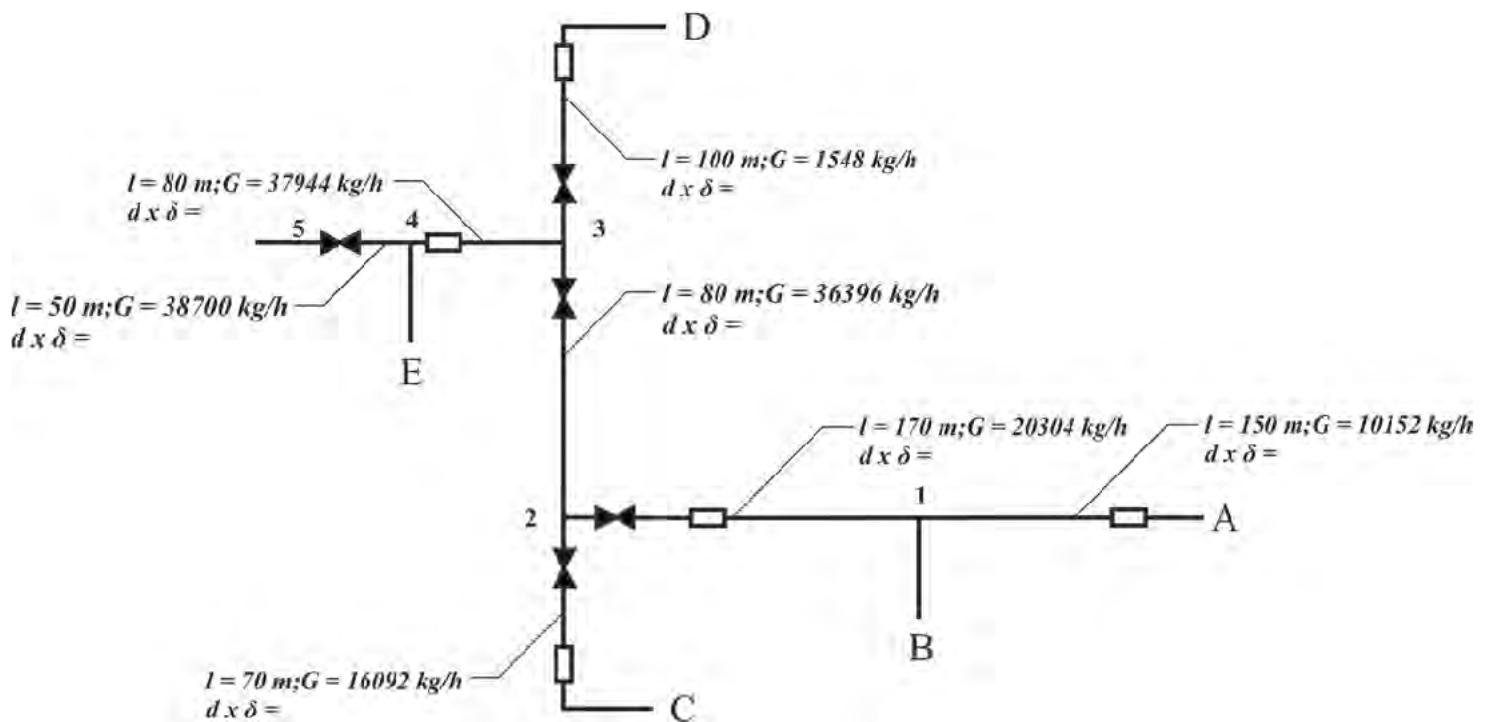 D
l = 100 m;G = 1548 kg/h
d x δ =
l = 80 m;G = 37944 kg/h
d x δ =
5
4
3
l = 50 m;G = 38700 kg/h
d x δ =
l = 80 m;G = 36396 kg/h
d x δ =
E
l = 170 m;G = 20304 kg/h
d x δ =
l = 150 m;G = 10152 kg/h
d x δ =
1
2
A
B
l = 70 m;G = 16092 kg/h
d x δ =
C